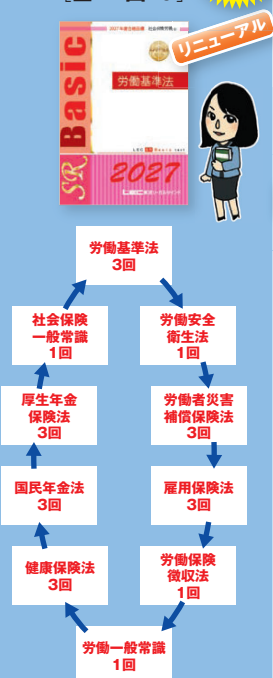 リニューアル
2027年度合格目標 社会保険労務士
Basic
労働基準法
SR
2027
労働基準法
3回
労働安全
衛生法
1回
労働者災害
補償保険法
3回
雇用保険法
3回
労働保険
徴収法
1回
労働一般常識
1回
健康保険法
3回
国民年金法
3回
厚生年金
保険法
3回
社会保険
一般常識
1回